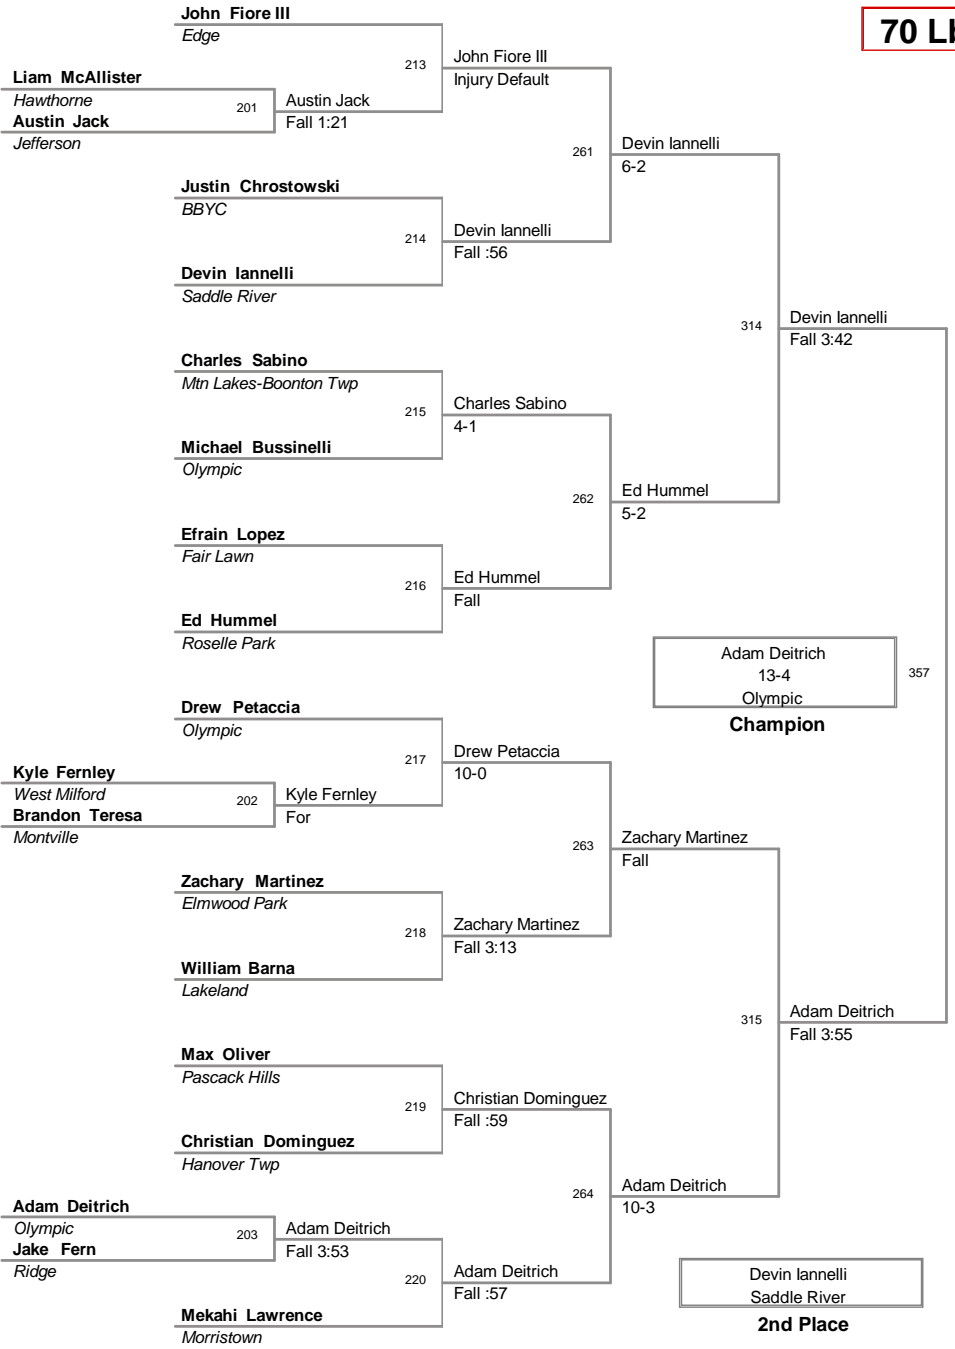 John Fiore III
Edge
70 Lb
213
John Fiore III
Injury Default
Liam McAllister
Hawthorne
201
Austin Jack
Fall 1:21
Austin Jack
Jefferson
261
Devin Iannelli
6-2
Justin Chrostowski
BBYC
214
Devin Iannelli
Fall :56
Devin Iannelli
Saddle River
314
Devin Iannelli
Fall 3:42
Charles Sabino
Mtn Lakes-Boonton Twp
215
Charles Sabino
4-1
Michael Bussinelli
Olympic
262
Ed Hummel
5-2
Efrain Lopez
Fair Lawn
216
Ed Hummel
Fall
Ed Hummel
Roselle Park
Adam Deitrich
13-4
Olympic
357
Champion
Drew Petaccia
Olympic
217
Drew Petaccia
10-0
Kyle Fernley
West Milford
202
Kyle Fernley
For
Brandon Teresa
Montville
263
Zachary Martinez
Fall
Zachary Martinez
Elmwood Park
218
Zachary Martinez
Fall 3:13
William Barna
Lakeland
315
Adam Deitrich
Fall 3:55
Max Oliver
Pascack Hills
219
Christian Dominguez
Fall :59
Christian Dominguez
Hanover Twp
264
Adam Deitrich
10-3
Adam Deitrich
Olympic
203
Adam Deitrich
Fall 3:53
Jake Fern
Ridge
220
Adam Deitrich
Fall :57
Mekahi Lawrence
Morristown
Devin Iannelli
Saddle River
2nd Place